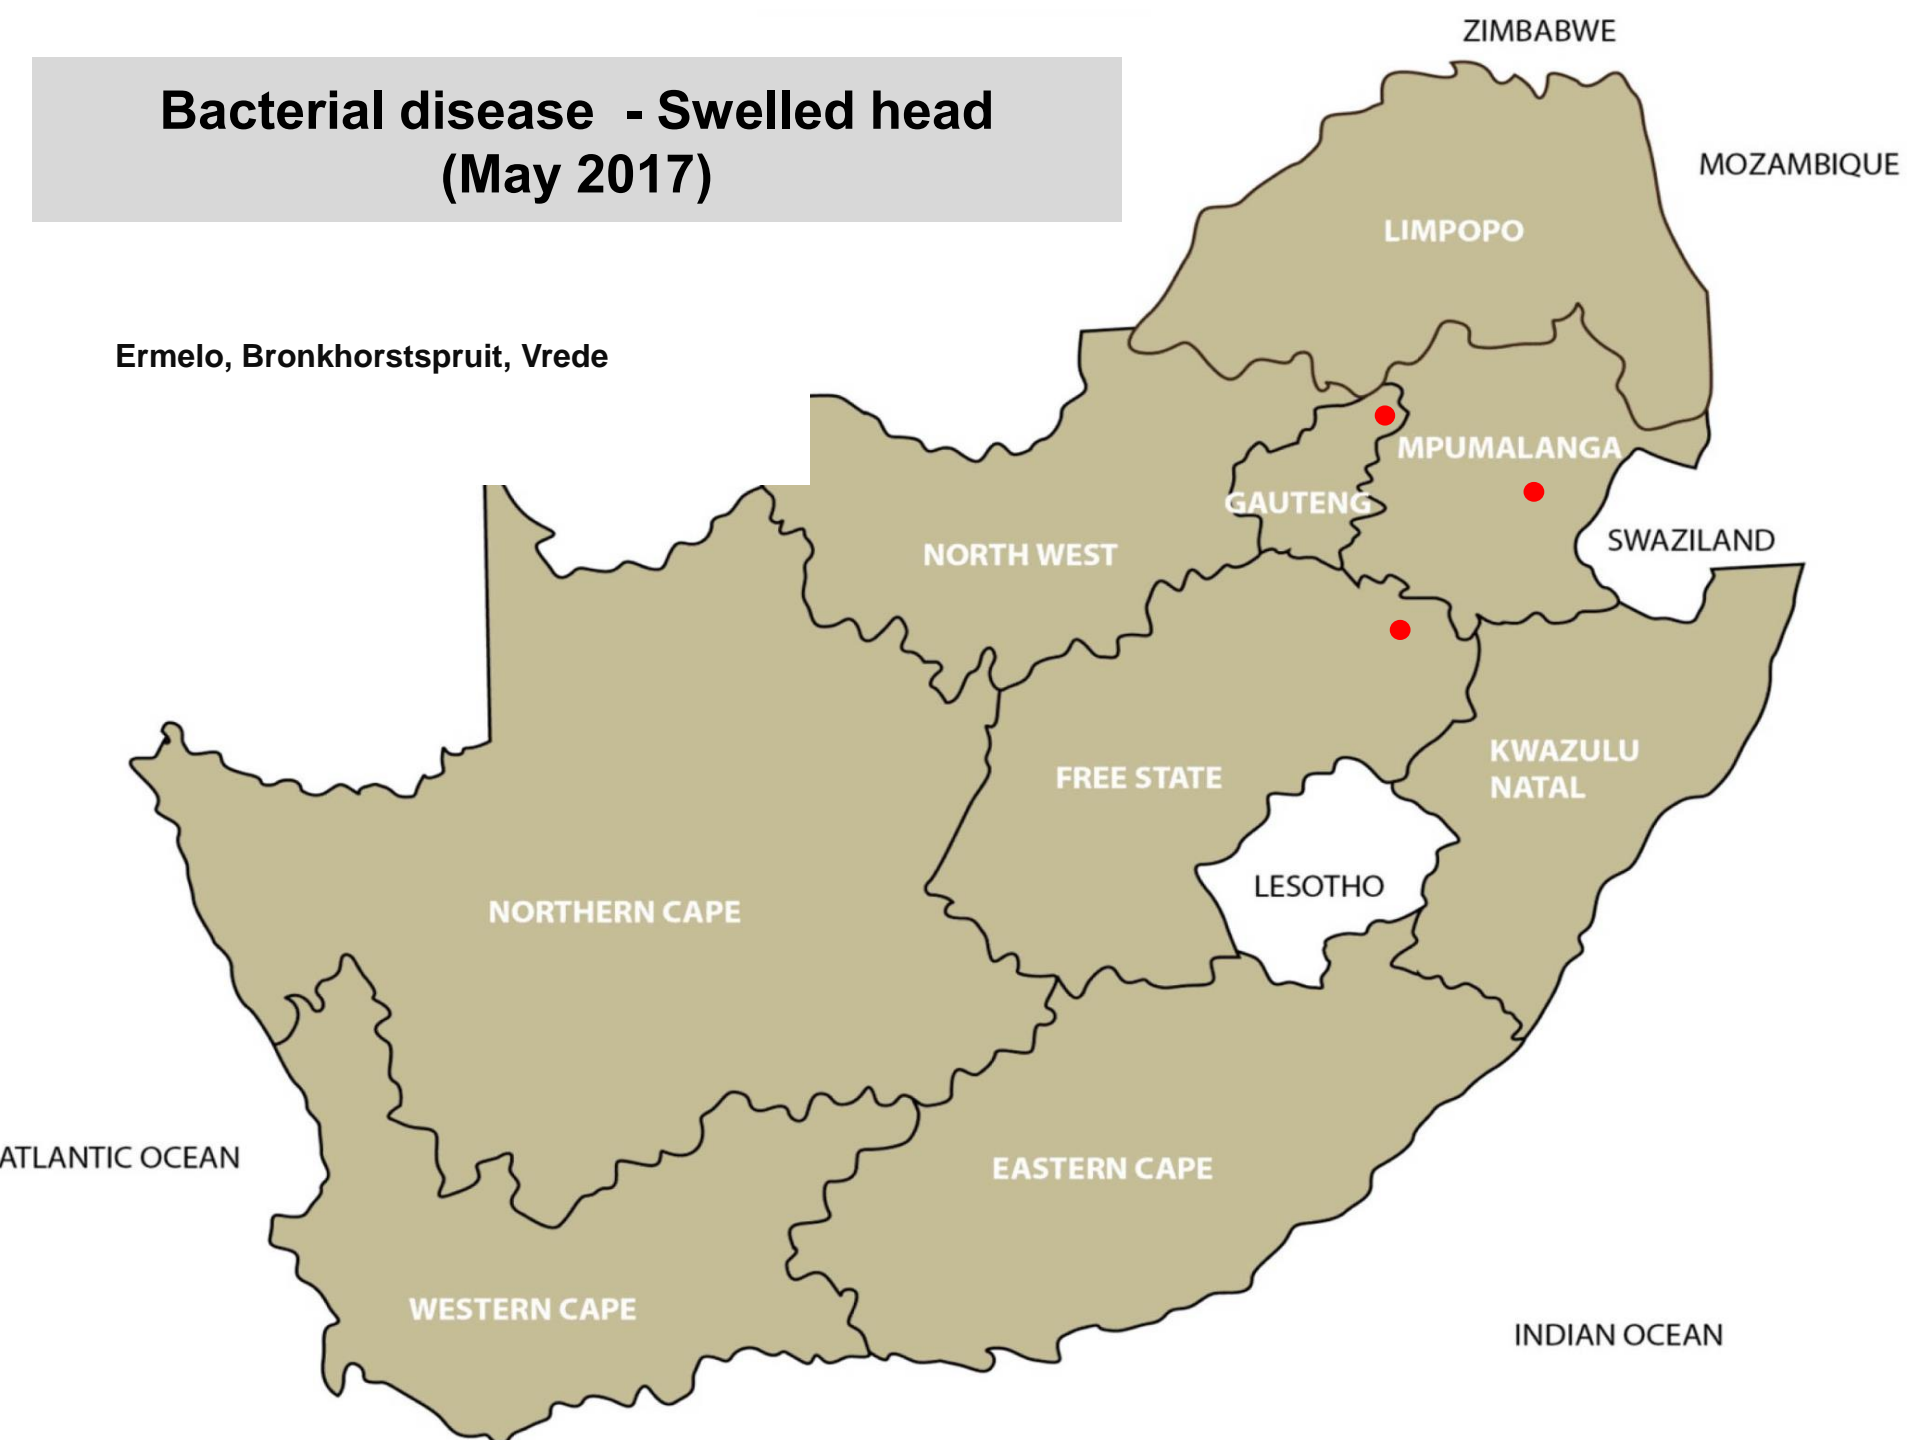 Bacterial disease  - Swelled head
(May 2017)
ZIMBABWE
MOZAMBIQUE
LIMPOPO
Ermelo, Bronkhorstspruit, Vrede
MPUMALANGA
GAUTENG
SWAZILAND
NORTH WEST
KWAZULU
NATAL
FREE STATE
LESOTHO
NORTHERN CAPE
ATLANTIC OCEAN
EASTERN CAPE
WESTERN CAPE
INDIAN OCEAN